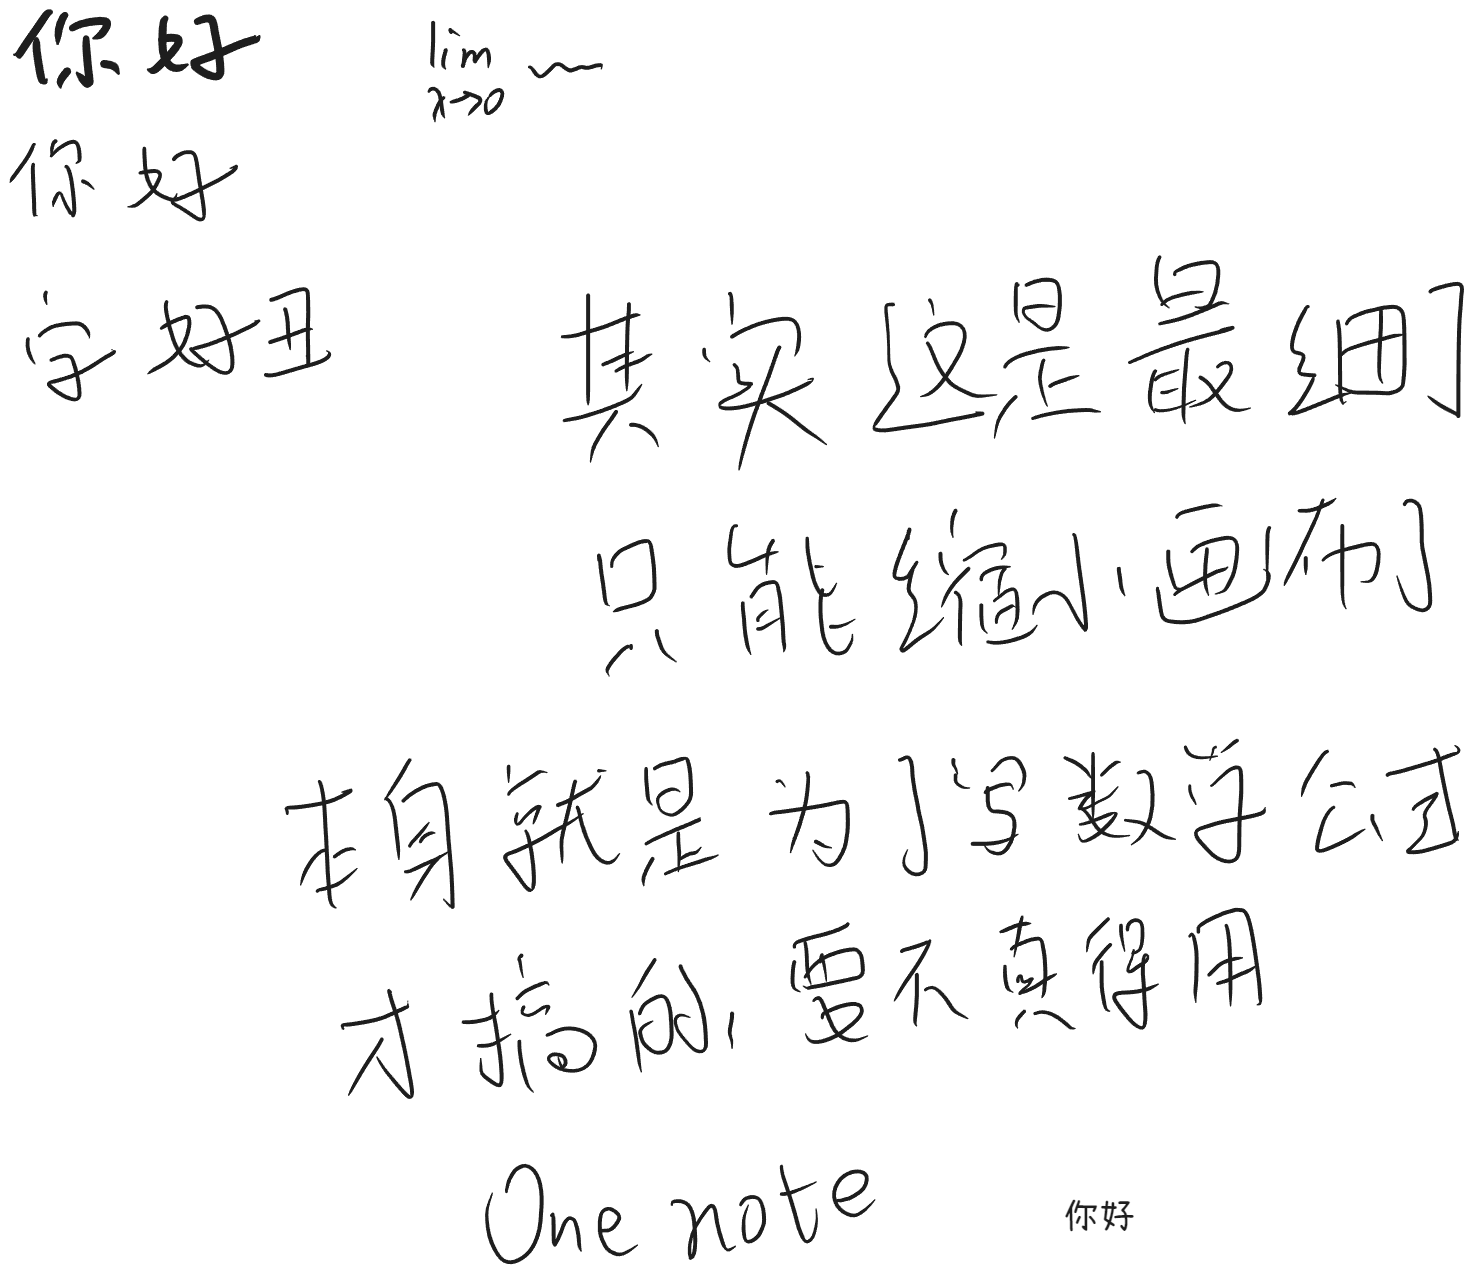 你好
lim x→0
你好
字好丑
其实这是最细了
只能缩小画布了
本身就是为了写数学公式
才搞的，要不真得用
One note
你好